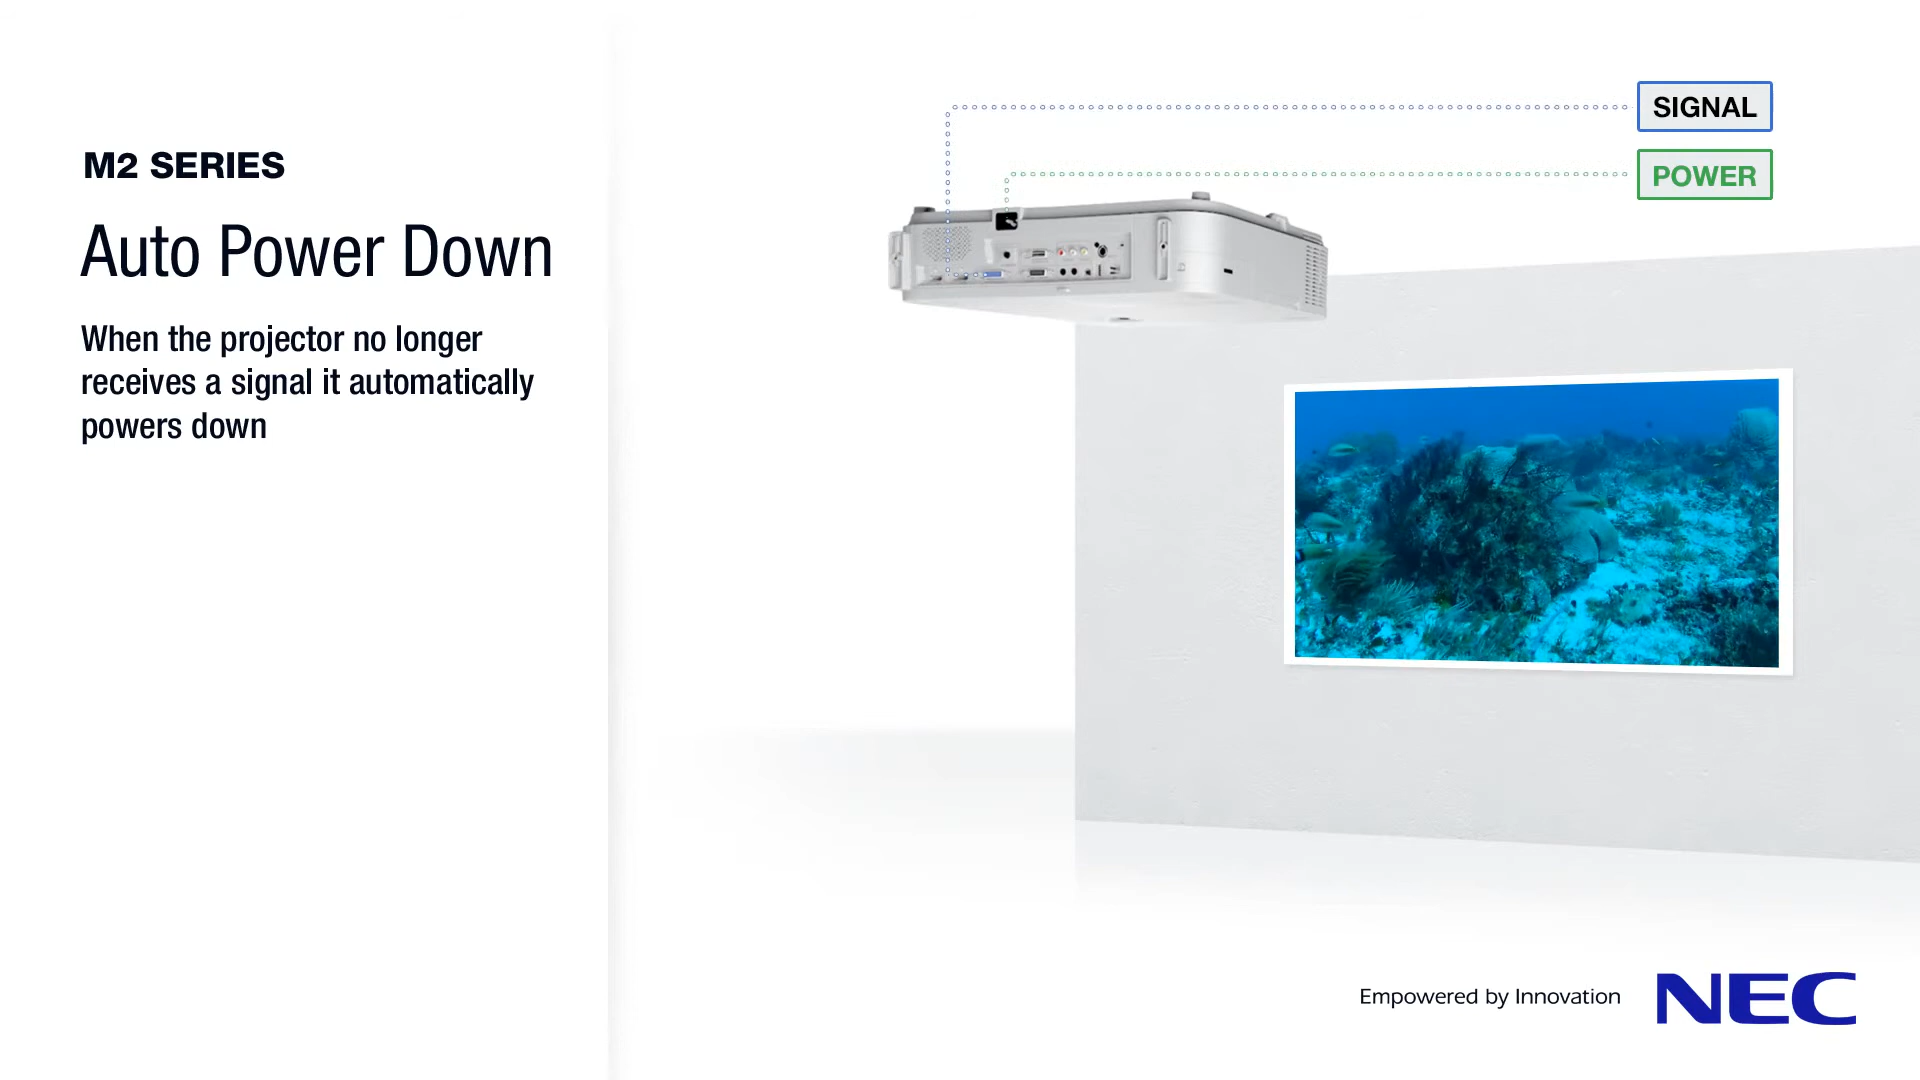 M2 SERIES
Auto Power Down
When the projector no longer
receives a signal it automatically
powers down
SIGNAL
POWER
Empowered by Innovation
NEC